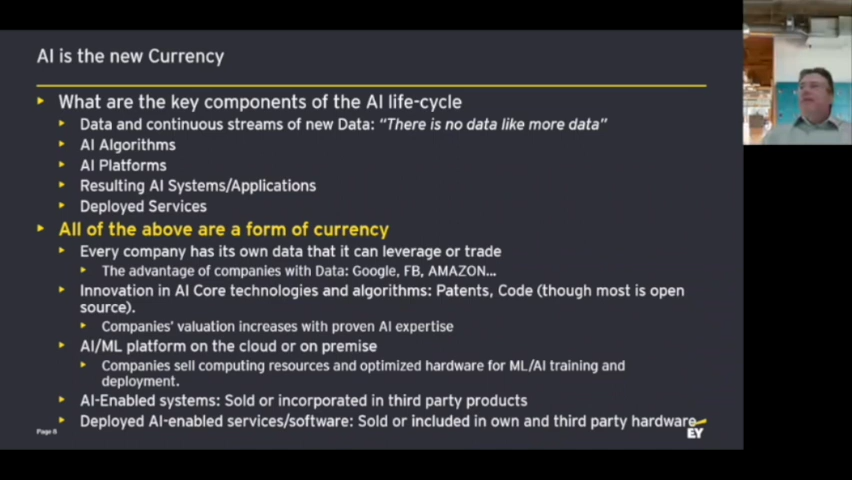 AI is the new Currency
What are the key components of the AI life-cycle
Data and continuous streams of new Data: “There is no data like more data”
AI Algorithms
AI Platforms
Resulting AI Systems/Applications
Deployed Services
All of the above are a form of currency
Every company has its own data that it can leverage or trade
The advantage of companies with Data: Google, FB, AMAZON...
Innovation in AI Core technologies and algorithms: Patents, Code (though most is open
source).
Companies’ valuation increases with proven AI expertise
AI/ML platform on the cloud or on premise
Companies sell computing resources and optimized hardware for ML/AI training and
deployment.
AI-Enabled systems: Sold or incorporated in third party products
Deployed AI-enabled services/software: Sold or included in own and third party hardware
Page 8
EY